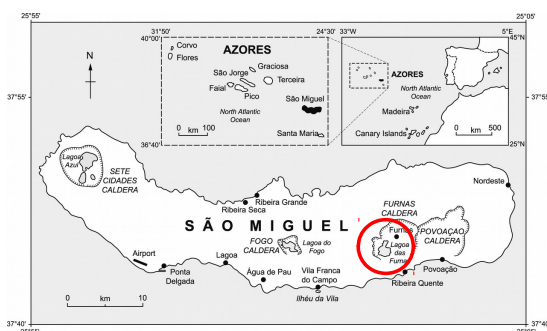 25°55'
25°05'
31°50'
24°30'
33°W
5°E
40°00'
45°N
Corvo
Flores
AZORES
Graciosa
São Jorge
Terceira
Faial
Pico
North Atlantic
Ocean
São Miguel
0 km 100
Santa Maria
36°40'
AZORES
North Atlantic
Ocean
Madeira
Canary Islands
0 km 500
25°N
N
37°55'
37°55'
Lagoa
Azul
SETE
CIDADES
CALDERA
Ribeira Grande
Ribeira Seca
Nordeste
FURNAS
CALDERA
SÃO MIGUEL
Furnas
POVOAÇAO
CALDERA
FOGO
CALDERA
Lagoa do
Fogo
Lagoa
das
Furnas
Airport
Ponta
Delgada
Lagoa
Água de Pau
Vila Franca
do Campo
Ilhéu da Vila
Povoação
Ribeira Quente
0 km 10
37°40'
37°40'